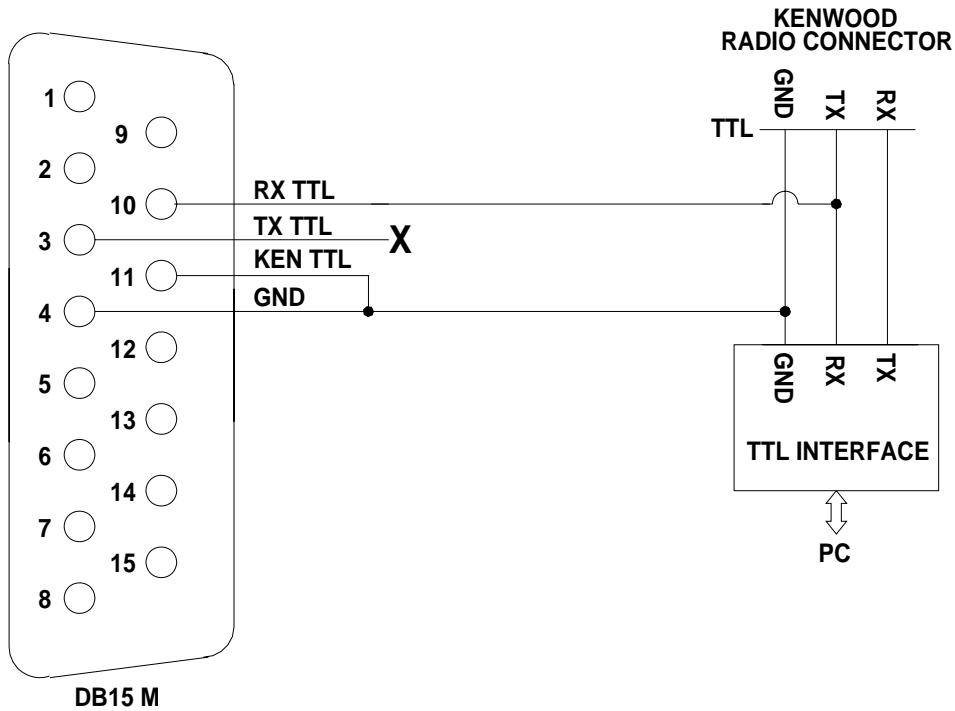 KENWOOD
RADIO CONNECTOR
GND TX RX
TTL
1
9
2
10 RX TTL
3 TX TTL X
11 KEN TTL
4 GND
12
5
13
6
14
7
15
8
GND RX TX
TTL INTERFACE
PC
DB15 M